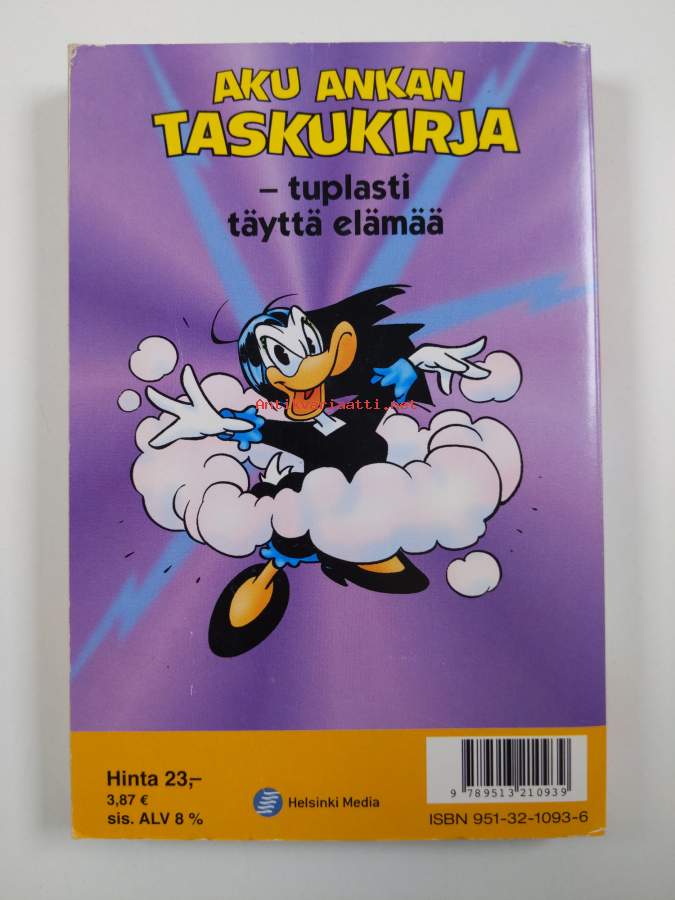 AKU ANKAN
TASKUKIRJA
– tuplasti
täyttä elämää
Antikvariaatti.net
Hinta 23,–
3,87 €
sis. ALV 8 %
Helsinki Media
9 789513 210939
ISBN 951-32-1093-6